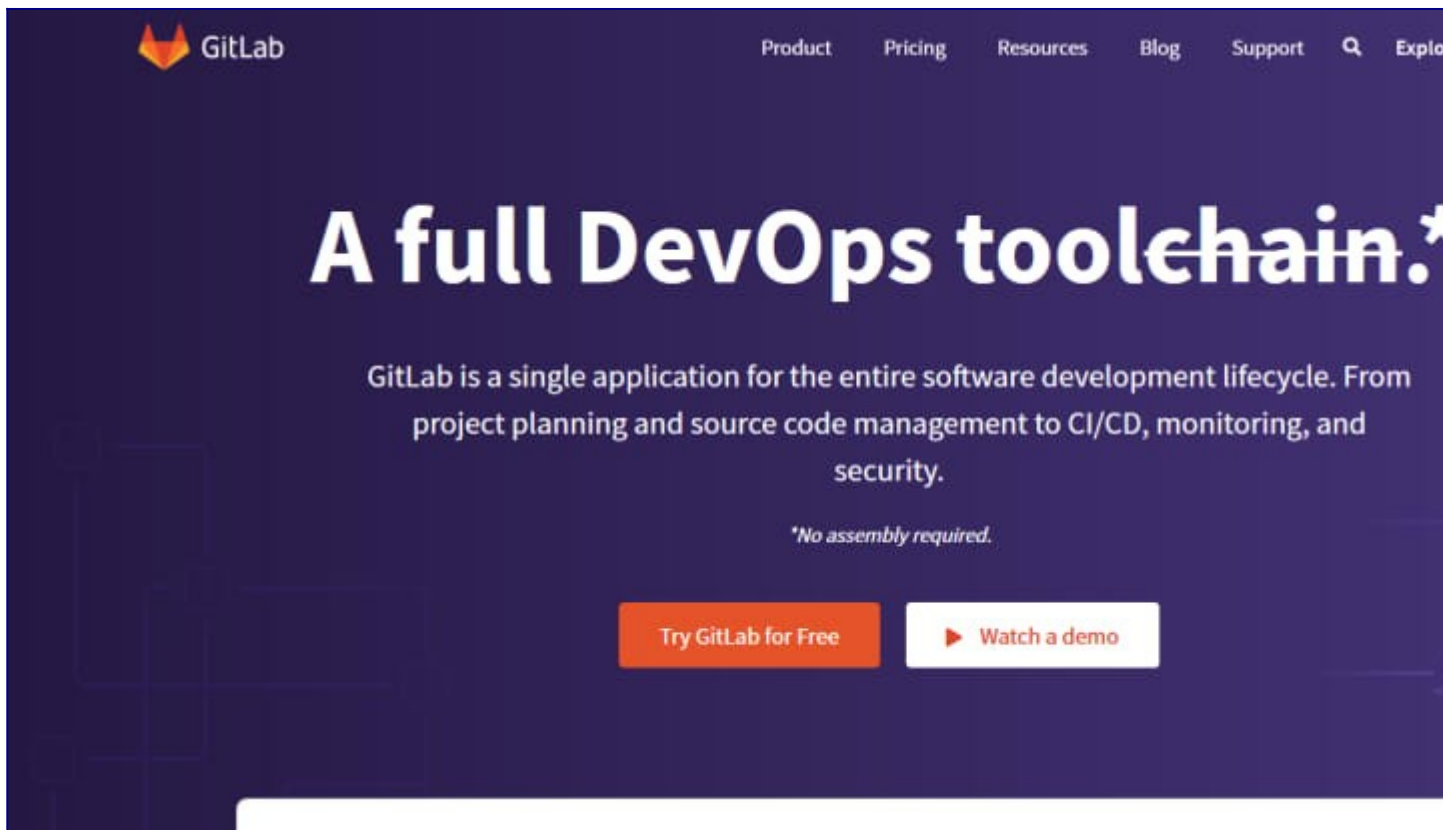 GitLab
Product Pricing Resources Blog Support Explo
A full DevOps toolchain.*
GitLab is a single application for the entire software development lifecycle. From
project planning and source code management to CI/CD, monitoring, and
security.
*No assembly required.
Try GitLab for Free
Watch a demo